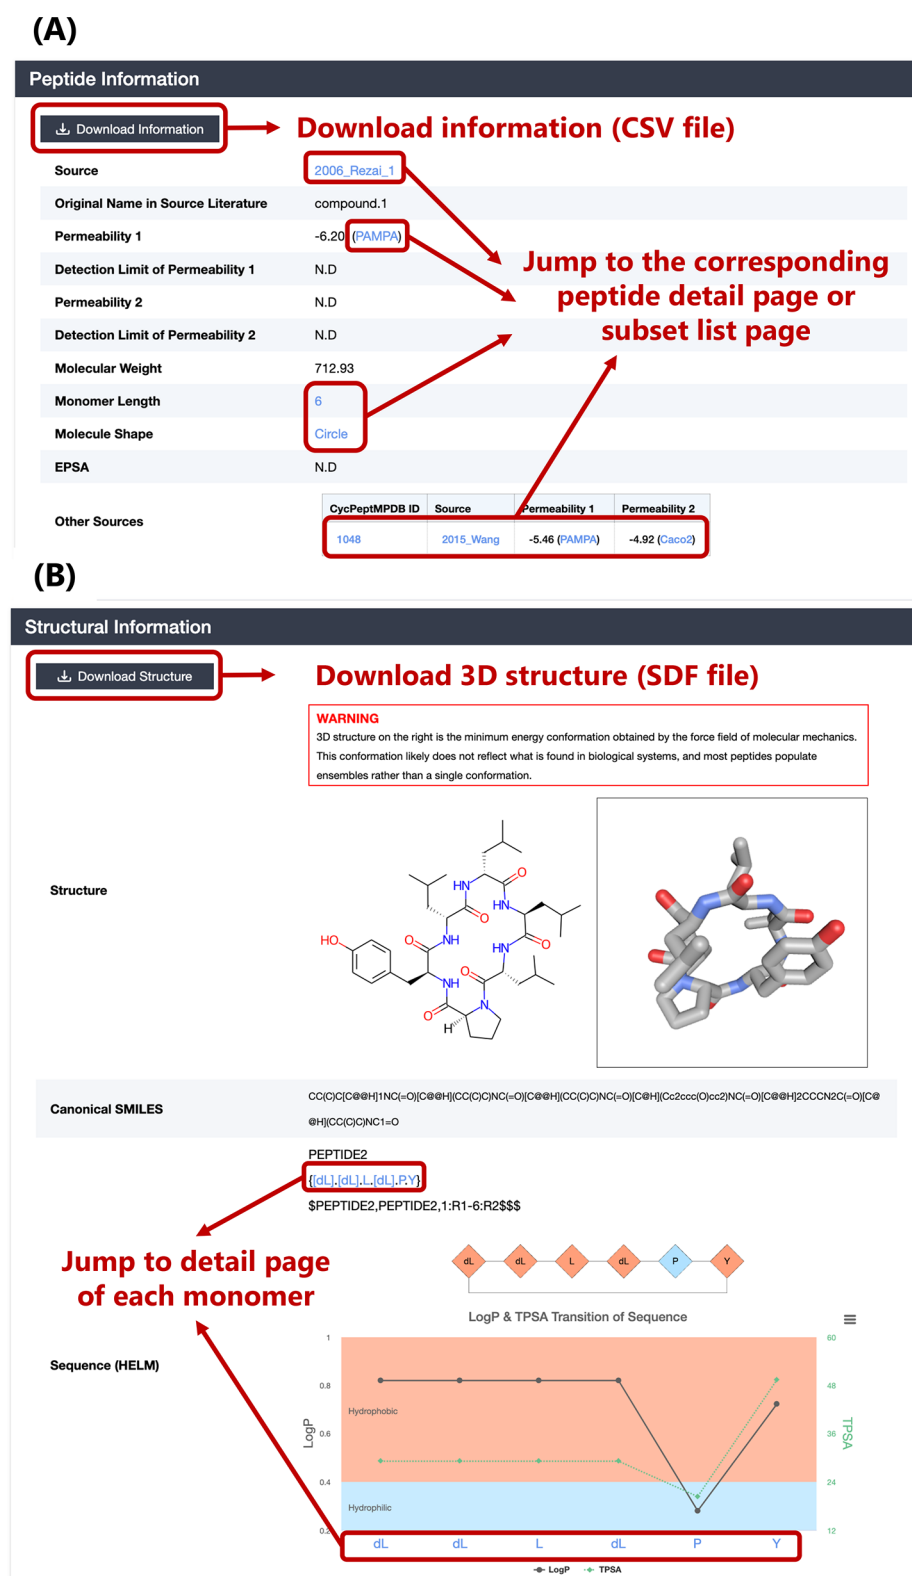 (A)
Peptide Information
Download Information
Download information (CSV file)
Source
2006_Rezai_1
Original Name in Source Literature
compound.1
Permeability 1
-6.20 (PAMPA)
Detection Limit of Permeability 1
N.D
Jump to the corresponding
peptide detail page or
subset list page
Permeability 2
N.D
Detection Limit of Permeability 2
N.D
Molecular Weight
712.93
Monomer Length
6
Molecule Shape
Circle
EPSA
N.D
Other Sources
CycPeptMPDB ID Source Permeability 1 Permeability 2
1048 2015_Wang -5.46 (PAMPA) -4.92 (Caco2)
(B)
Structural Information
Download Structure
Download 3D structure (SDF file)
WARNING
3D structure on the right is the minimum energy conformation obtained by the force field of molecular mechanics.
This conformation likely does not reflect what is found in biological systems, and most peptides populate
ensembles rather than a single conformation.
Structure
O
HN
HN
O
O
NH
O
HO
HN
O
O
NH
N
O
H
Canonical SMILES
CC(C)C[C@@H]1NC(=O)[C@@H](CC(C)C)NC(=O)[C@@H](CC(C)C)NC(=O)[C@H](Cc2ccc(O)cc2)NC(=O)[C@@H]2CCCN2C(=O)[C@
@H](CC(C)C)NC1=O
PEPTIDE2
{[dL].[dL].L.[dL].P.Y}
$PEPTIDE2,PEPTIDE2,1:R1-6:R2$$$
Jump to detail page
of each monomer
dL dL L dL P Y
LogP & TPSA Transition of Sequence
Sequence (HELM)
1
0.8
0.6
0.4
0.2
LogP
Hydrophobic
Hydrophilic
60
48
36
24
12
TPSA
dL dL L dL P Y
LogP TPSA